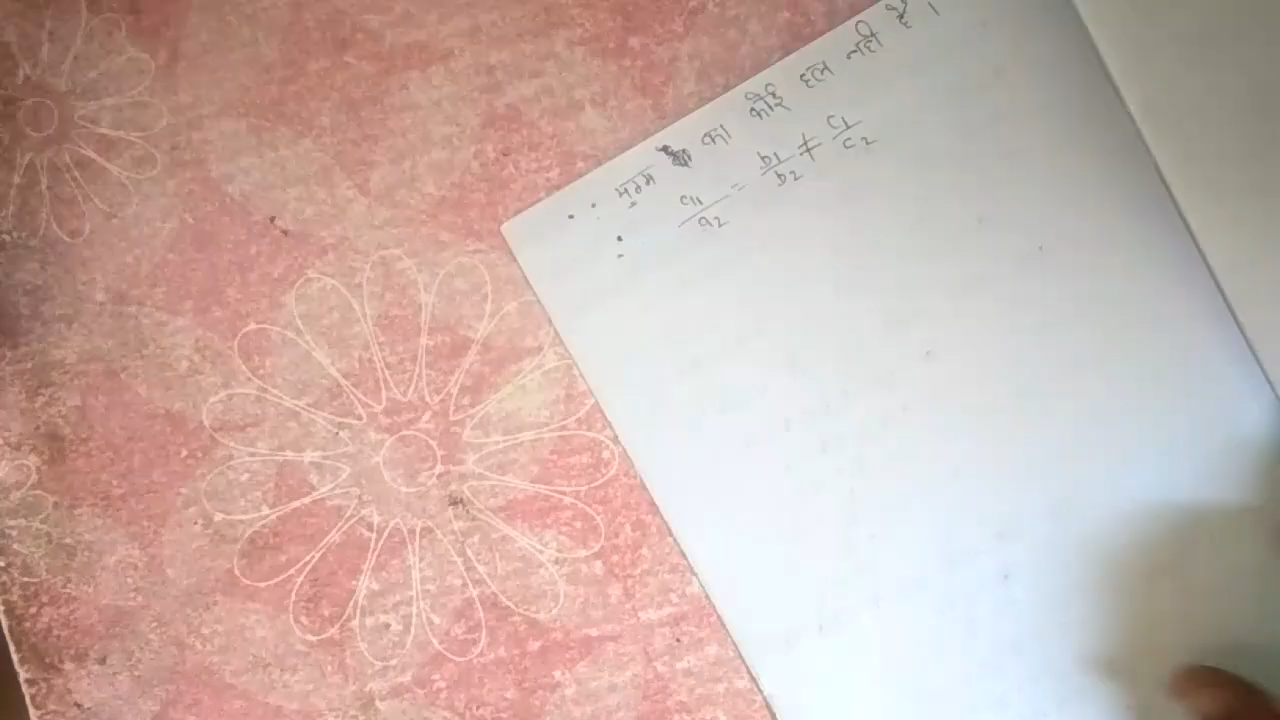 ∵ युग्म का कोई हल नही है ।
∴ a₁/a₂ = b₁/b₂ ≠ c₁/c₂